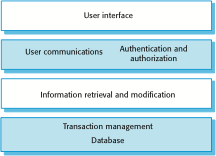 User interface
User communications
Authentication and
authorization
Information retrieval and modification
Transaction management
Database